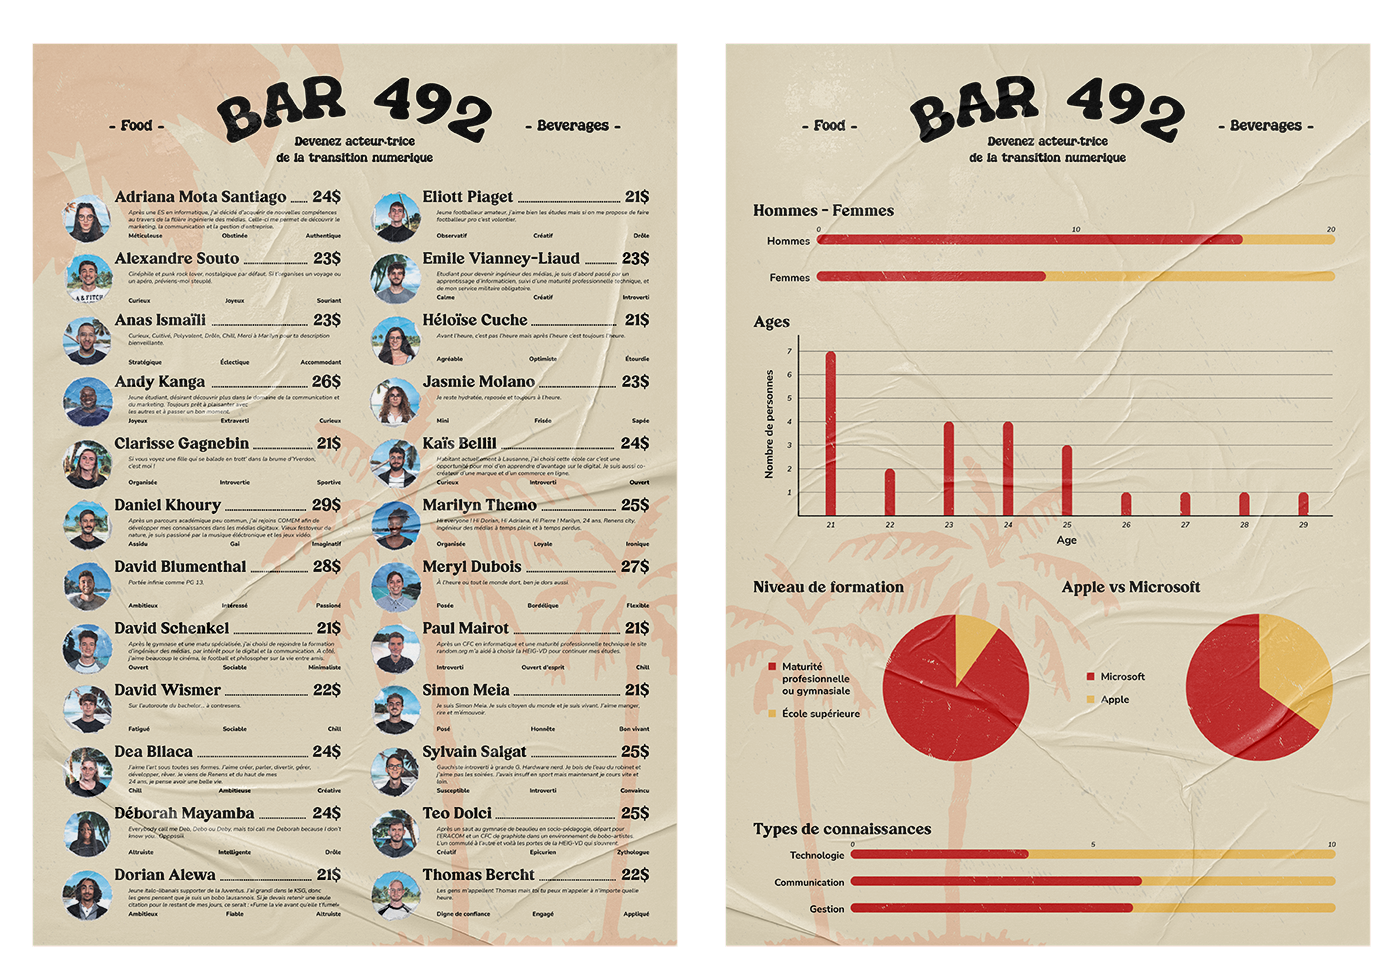 BAR 492
- Food -
- Beverages -
Devenez acteur·trice
de la transition numerique
Adriana Mota Santiago ..... 24$
Après une ES en informatique, j'ai décidé d'acquérir de nouvelles compétences
au travers de la filière ingénierie des médias. Celle-ci me permet de découvrir le
marketing, la communication et la gestion d'entreprise.
Méticuleuse Obstinée Authentique
Alexandre Souto ..... 23$
Cinéphile et punk rock lover, nostalgique par défaut. Si t'organises un voyage ou
un apéro, préviens-moi steuplé.
Curieux Joyeux Souriant
Anas Ismaïli ..... 23$
Curieux, Cultivé, Polyvalent, Drôle, Chill, Merci à Marilyn pour ta description
bienveillante.
Stratégique Éclectique Accommodant
Andy Kanga ..... 26$
Jeune étudiant, désirant découvrir plus dans le domaine de la communication et
du marketing. Toujours prêt à plaisanter avec
les autres et à passer un bon moment.
Joyeux Extraverti Curieux
Clarisse Gagnebin ..... 21$
Si vous voyez une fille qui se balade en trott' dans la brume d'Yverdon,
c'est moi !
Organisée Introvertie Sportive
Daniel Khoury ..... 29$
Après un parcours académique peu commun, j'ai rejoins COMEM afin de
développer mes connaissances dans les médias digitaux. Vieux festoyeur de
nature, je suis passionné par la musique éléctronique et les jeux vidéo.
Assidu Gai Imaginatif
David Blumenthal ..... 28$
Portée infinie comme PG 13.
Ambitieux Intéressé Passioné
David Schenkel ..... 21$
Après le gymnase et une matu spécialisée, j'ai choisi de rejoindre la formation
d'ingénieur des médias, par intérêt pour le digital et la communication. A côté,
j'aime beaucoup le cinéma, le football et philosopher sur la vie entre amis.
Ouvert Sociable Minimaliste
David Wismer ..... 22$
Sur l'autoroute du bachelor... à contresens.
Fatigué Sociable Chill
Dea Bllaca ..... 24$
J'aime l'art sous toutes ses formes. J'aime créer, parler, divertir, gérer,
développer, rêver. Je viens de Renens et du haut de mes
24 ans, je pense avoir une belle vie.
Chill Ambitieuse Créative
Déborah Mayamba ..... 24$
Everybody call me Deb, Debo ou Deby, mais toi call me Deborah because I don't
know you. Opppsiii.
Altruiste Intelligente Drôle
Dorian Alewa ..... 21$
Jeune italo-libanais supporter de la Juventus. J'ai grandi dans le KSG, donc
les gens pensent que je suis un bobo lausannois. Si je devais retenir une seule
citation pour le restant de mes jours, ce serait : «Fume la vie avant qu'elle t'fume!»
Ambitieux Fiable Altruiste
Eliott Piaget ..... 21$
Jeune footballeur amateur, j'aime bien les études mais si on me propose de faire
footballeur pro c'est volontier.
Observatif Créatif Drôle
Emile Vianney-Liaud ..... 23$
Etudiant pour devenir ingénieur des médias, je suis d'abord passé par un
apprentissage d'informaticien, suivi d'une maturité professionnelle technique, et
de mon service militaire obligatoire.
Calme Créatif Introverti
Héloïse Cuche ..... 21$
Avant l'heure, c'est pas l'heure mais après l'heure c'est toujours l'heure.
Agréable Optimiste Étourdie
Jasmie Molano ..... 23$
Je reste hydratée, reposée et toujours à l'heure.
Mini Frisée Sapée
Kaïs Bellil ..... 24$
Habitant actuellement à Lausanne, j'ai choisi cette école car c'est une
opportunité pour moi d'en apprendre d'avantage sur le digital. Je suis aussi co-
créateur d'une marque et d'un commerce en ligne.
Curieux Introverti Ouvert
Marilyn Themo ..... 25$
Hi everyone ! Hi Dorian, Hi Adriana, Hi Pierre ! Marilyn, 24 ans, Renens city,
ingénieur des médias à temps plein et à temps perdus.
Organisée Loyale Ironique
Meryl Dubois ..... 27$
À l'heure ou tout le monde dort, ben je dors aussi.
Posée Bordélique Flexible
Paul Mairot ..... 21$
Après un CFC en informatique et une maturité professionnelle technique le site
random.org m'a aidé à choisir la HEIG-VD pour continuer mes études.
Introverti Ouvert d'esprit Chill
Simon Meia ..... 21$
Je suis Simon Meia. Je suis citoyen du monde et je suis vivant. J'aime manger,
rire et m'émouvoir.
Posé Honnête Bon vivant
Sylvain Saigat ..... 25$
Gauchiste introverti à grande G. Hardware nerd. Je bois de l'eau du robinet et
j'aime pas les soirées. J'avais insuff en sport mais maintenant je cours vite et
loin.
Susceptible Introverti Convaincu
Teo Dolci ..... 25$
Après un saut au gymnase de beaulieu en socio-pédagogie, départ pour
l'ERACOM et un CFC de graphiste dans un environnement de bobo-artistes.
L'un commulé à l'autre et voilà les portes de la HEIG-VD qui s'ouvrent.
Créatif Epicurien Zythologue
Thomas Bercht ..... 22$
Les gens m'appellent Thomas mais toi tu peux m'appeler à n'importe quelle
heure.
Digne de confiance Engagé Appliqué
A & FITCH
BAR 492
- Food -
- Beverages -
Devenez acteur·trice
de la transition numerique
Hommes - Femmes
0 10 20
Hommes
Femmes
Ages
Nombre de personnes
7
6
5
4
3
2
1
21 22 23 24 25 26 27 28 29
Age
Niveau de formation
Maturité
profesionnelle
ou gymnasiale
École supérieure
Apple vs Microsoft
Microsoft
Apple
Types de connaissances
0 5 10
Technologie
Communication
Gestion